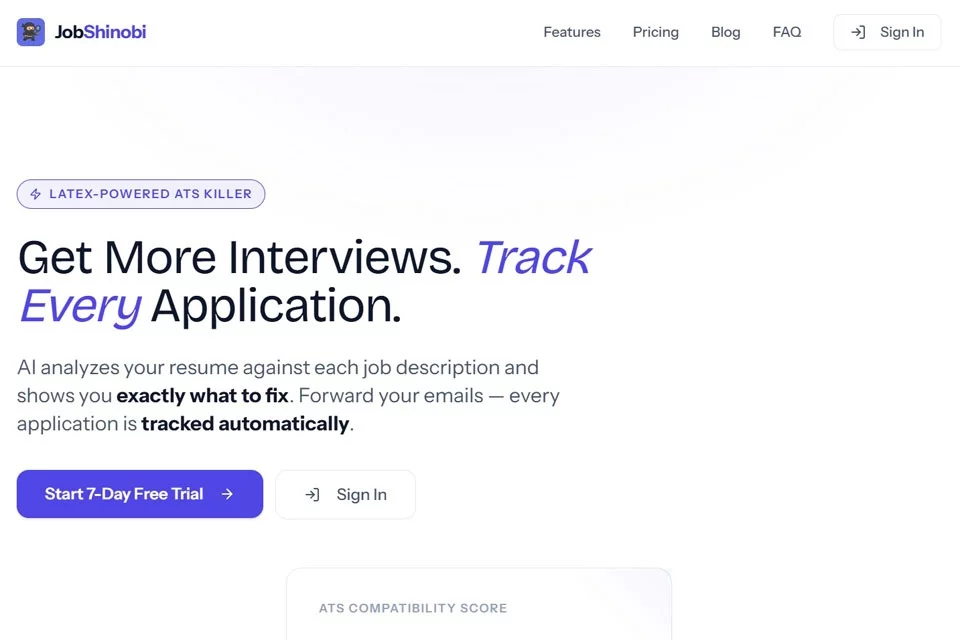 JobShinobi
Features
Pricing
Blog
FAQ
Sign In
LATEX-POWERED ATS KILLER
Get More Interviews. Track
Every Application.
AI analyzes your resume against each job description and
shows you exactly what to fix. Forward your emails — every
application is tracked automatically.
Start 7-Day Free Trial
Sign In
ATS COMPATIBILITY SCORE